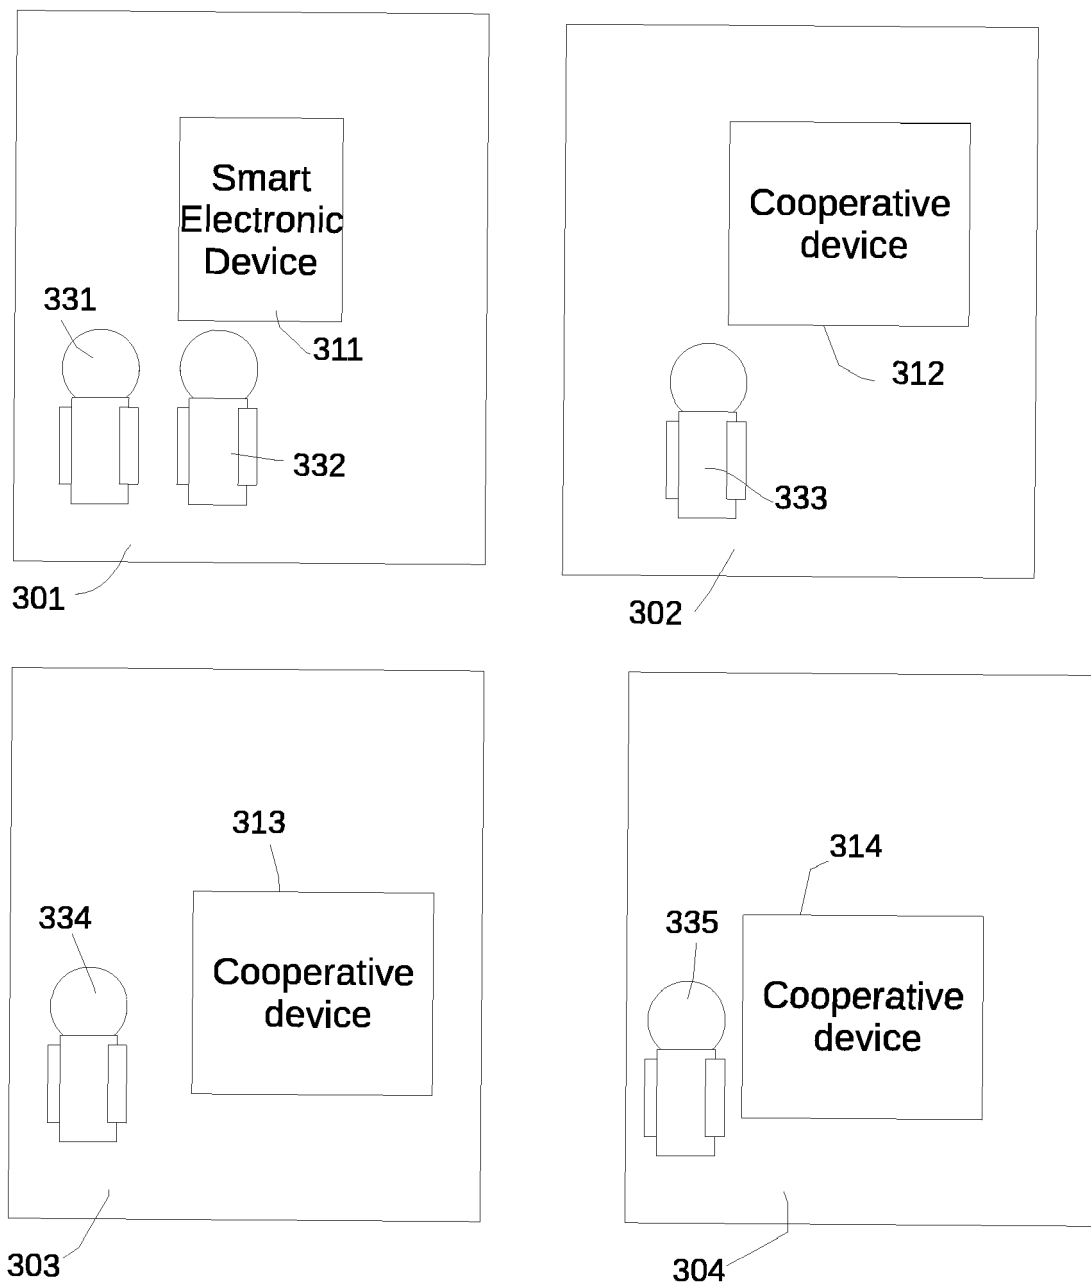 Smart
Electronic
Device
331
311
332
301
Cooperative
device
312
333
302
313
334
Cooperative
device
303
314
335
Cooperative
device
304